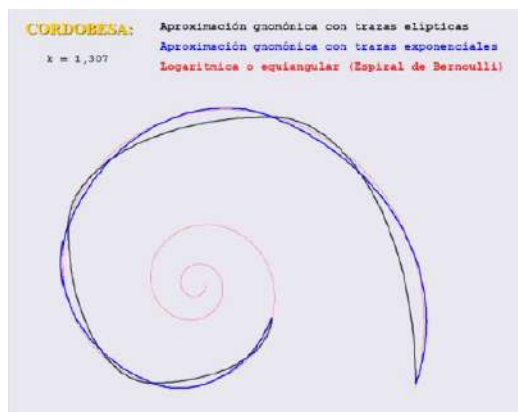 CORDOBESA: Aproximación gnomónica con trazas elípticas
Aproximación gnomónica con trazas exponenciales
k = 1,307
Logarítmica o equiangular (Espiral de Bernoulli)